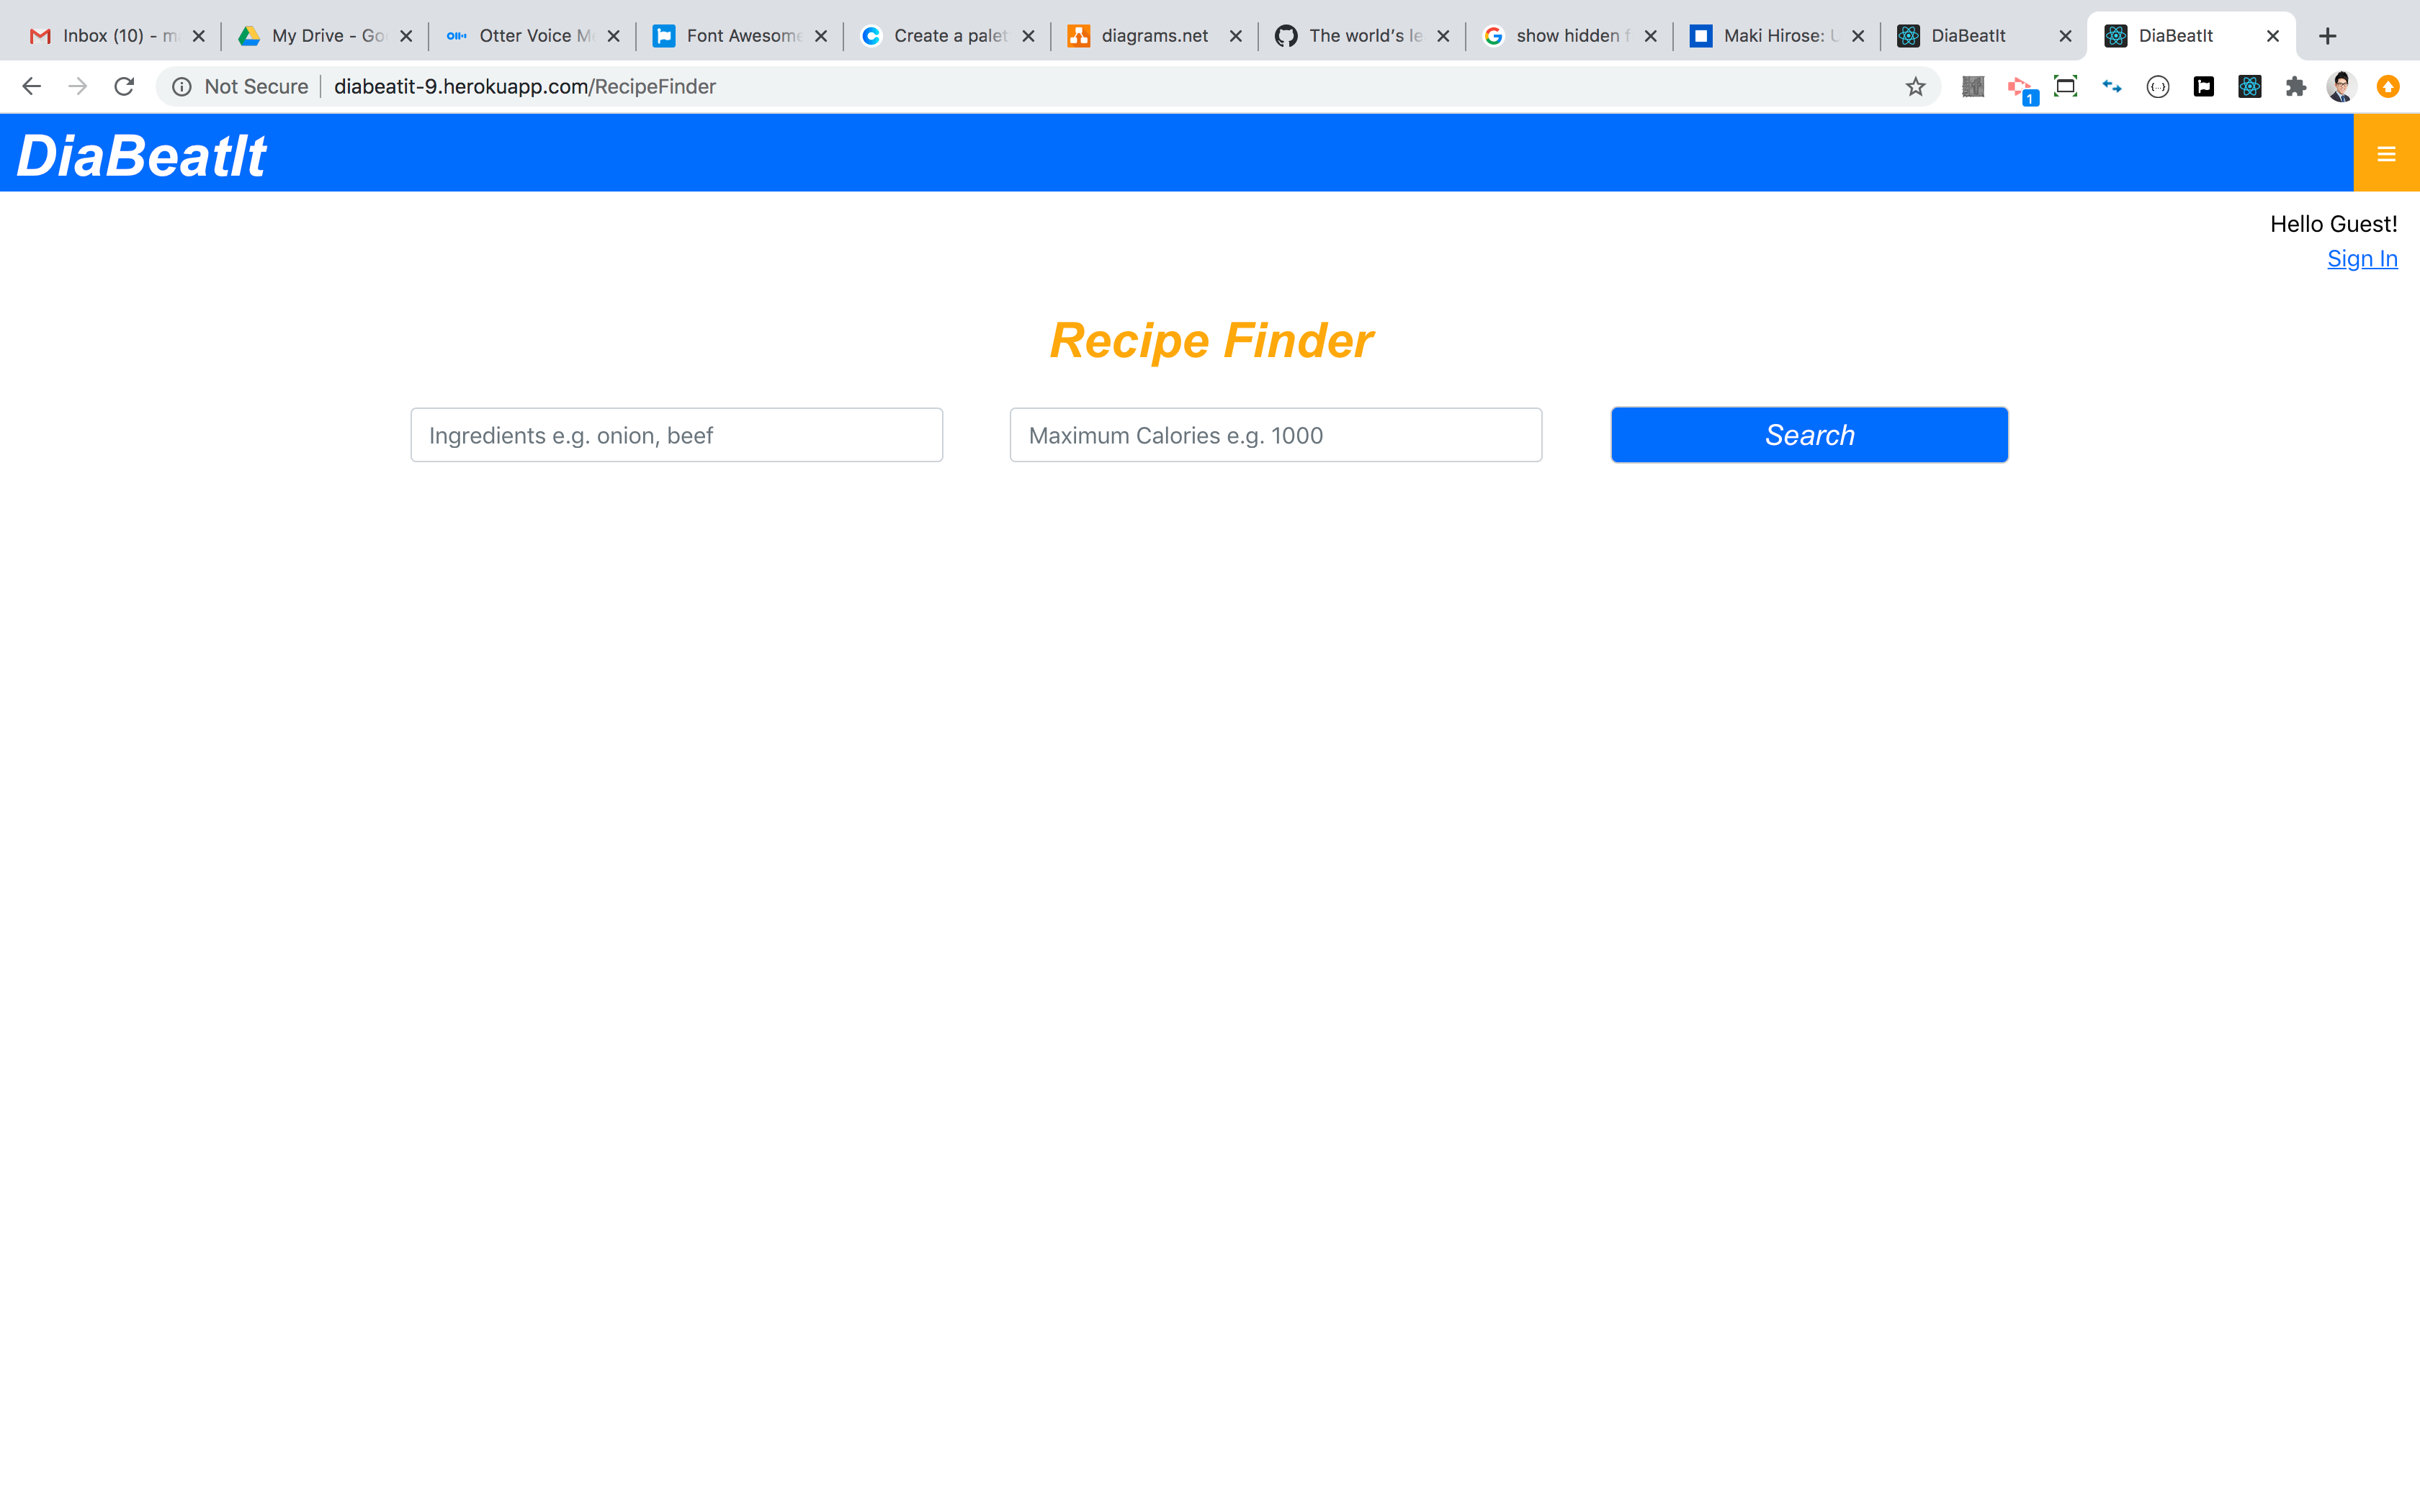 Inbox (10) - m
My Drive - Go
Otter Voice M
Font Awesome
Create a palet
diagrams.net
The world's le
show hidden f
Maki Hirose: U
DiaBeatIt
DiaBeatIt
Not Secure
diabeatit-9.herokuapp.com/RecipeFinder
1
DiaBeatIt
Hello Guest!
Sign In
Recipe Finder
Ingredients e.g. onion, beef
Maximum Calories e.g. 1000
Search